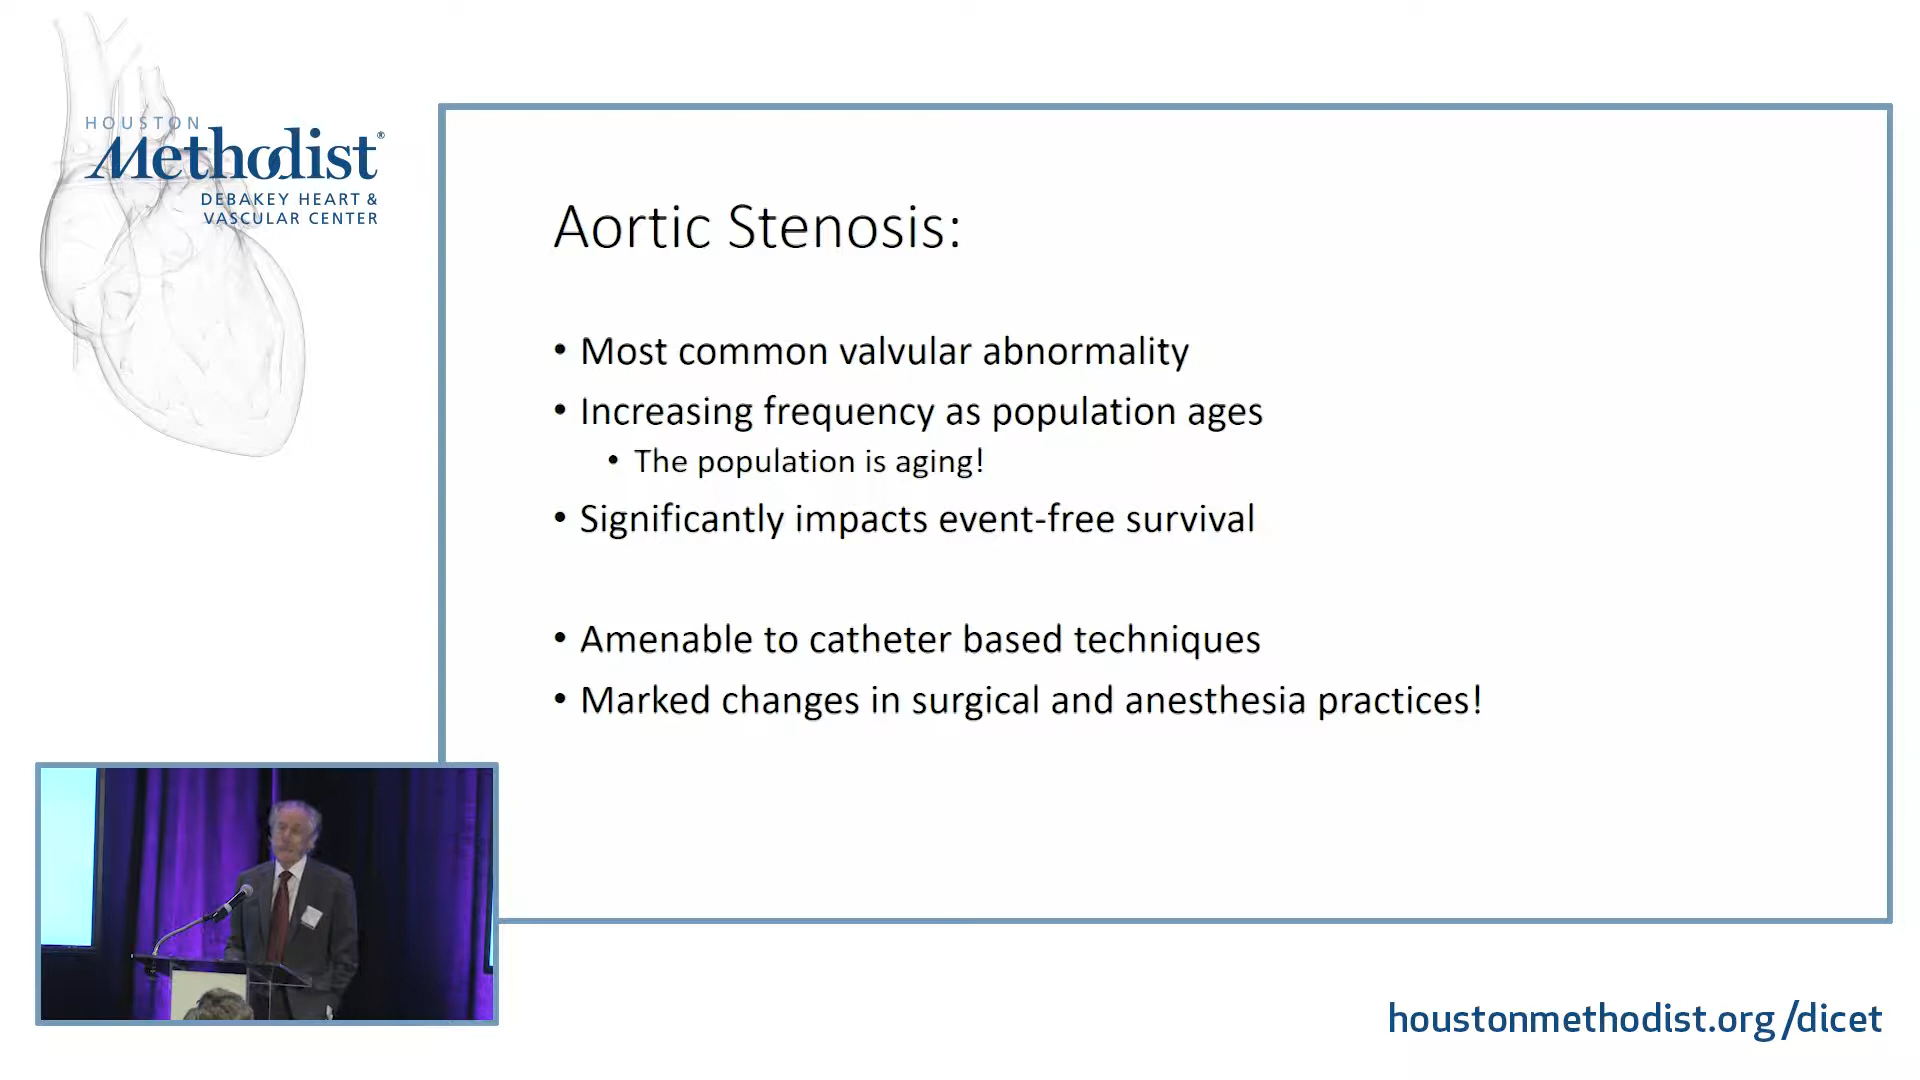 HOUSTON
Methodist®
DEBAKEY HEART &
VASCULAR CENTER
Aortic Stenosis:
• Most common valvular abnormality
• Increasing frequency as population ages
• The population is aging!
• Significantly impacts event-free survival
• Amenable to catheter based techniques
• Marked changes in surgical and anesthesia practices!
houstonmethodist.org/dicet